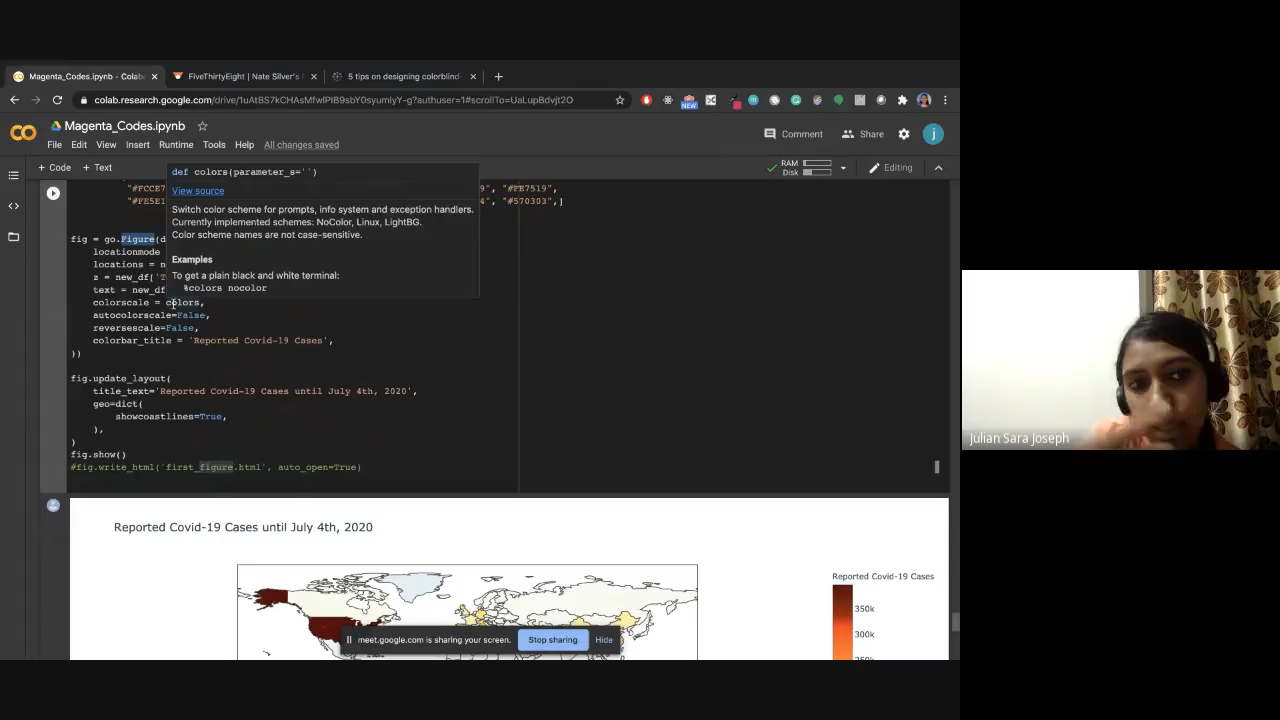 Magenta_Codes.ipynb - Colab
FiveThirtyEight | Nate Silver's
5 tips on designing colorblind-
colab.research.google.com/drive/1uAtBS7kCHAsMfwIPIB9sbY0syumIyY-g?authuser=1#scrollTo=UaLupBdvjt2O
NEW
Magenta_Codes.ipynb
Comment
Share
j
File Edit View Insert Runtime Tools Help All changes saved
+ Code + Text
RAM
Disk
Editing
def colors(parameter_s='')
View source
Switch color scheme for prompts, info system and exception handlers.
Currently implemented schemes: NoColor, Linux, LightBG.
Color scheme names are not case-sensitive.
Examples
To get a plain black and white terminal:
%colors nocolor
"#FCCE7
9", "#FE7519",
"#FE5E1
4", "#570303",]
fig = go.Figure(d
locationmode
locations = n
z = new_df['T
text = new_df
colorscale = colors,
autocolorscale=False,
reversescale=False,
colorbar_title = 'Reported Covid-19 Cases',
))
fig.update_layout(
title_text='Reported Covid-19 Cases until July 4th, 2020',
geo=dict(
showcoastlines=True,
),
)
fig.show()
#fig.write_html('first_figure.html', auto_open=True)
Reported Covid-19 Cases until July 4th, 2020
Reported Covid-19 Cases
350k
300k
250k
meet.google.com is sharing your screen.
Stop sharing
Hide
Julian Sara Joseph